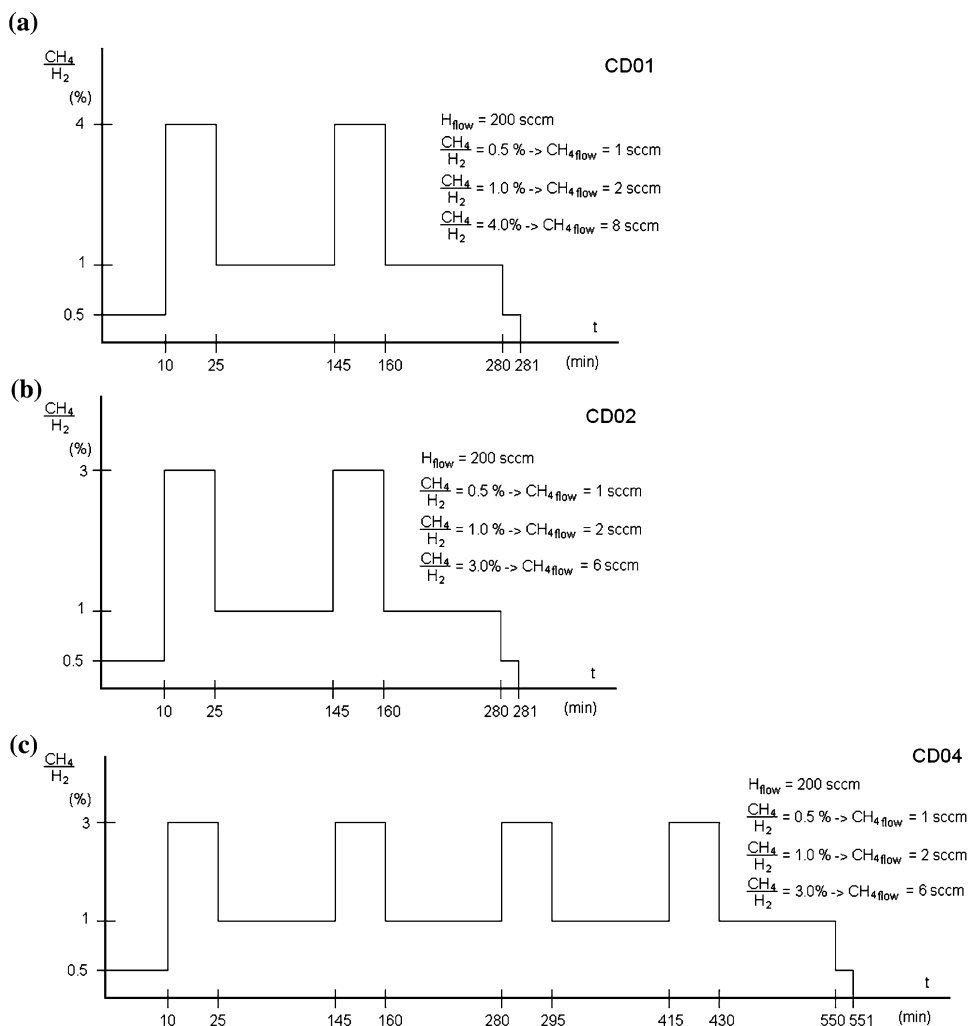 (a)
CH₄
H₂
(%)
CD01
4
1
0.5
H_flow = 200 sccm
CH₄/H₂ = 0.5 % -> CH₄ flow = 1 sccm
CH₄/H₂ = 1.0 % -> CH₄ flow = 2 sccm
CH₄/H₂ = 4.0% -> CH₄ flow = 8 sccm
t
10 25 145 160 280 281 (min)
(b)
CH₄
H₂
(%)
CD02
3
1
0.5
H_flow = 200 sccm
CH₄/H₂ = 0.5 % -> CH₄flow = 1 sccm
CH₄/H₂ = 1.0 % -> CH₄flow = 2 sccm
CH₄/H₂ = 3.0% -> CH₄flow = 6 sccm
t
10 25 145 160 280 281 (min)
(c)
CH₄
H₂
(%)
CD04
3
1
0.5
H_flow = 200 sccm
CH₄/H₂ = 0.5 % -> CH₄flow = 1 sccm
CH₄/H₂ = 1.0 % -> CH₄flow = 2 sccm
CH₄/H₂ = 3.0% -> CH₄flow = 6 sccm
t
10 25 145 160 280 295 415 430 550 551 (min)